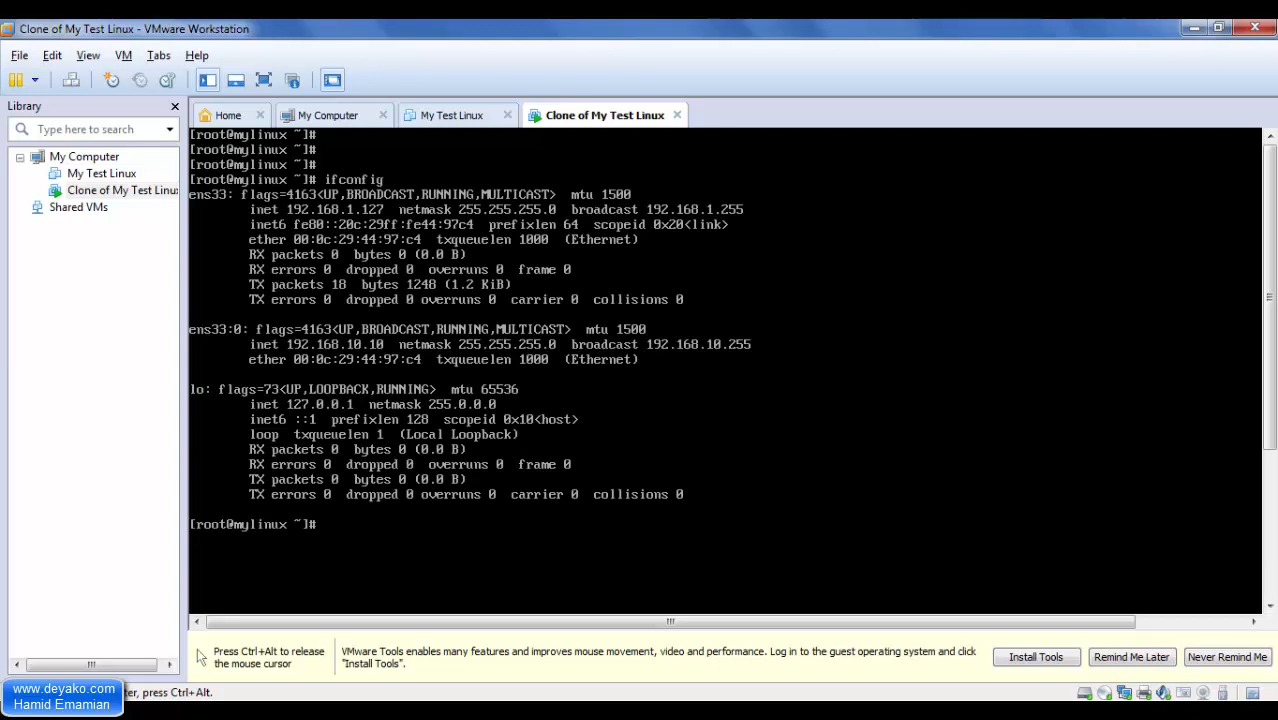 Clone of My Test Linux - VMware Workstation
File Edit View VM Tabs Help
Library
Type here to search
My Computer
My Test Linux
Clone of My Test Linu
Shared VMs
Home My Computer My Test Linux Clone of My Test Linux
[root@mylinux ~]#
[root@mylinux ~]#
[root@mylinux ~]#
[root@mylinux ~]# ifconfig
ens33: flags=4163<UP,BROADCAST,RUNNING,MULTICAST>  mtu 1500
inet 192.168.1.127  netmask 255.255.255.0  broadcast 192.168.1.255
inet6 fe80::20c:29ff:fe44:97c4  prefixlen 64  scopeid 0x20<link>
ether 00:0c:29:44:97:c4  txqueuelen 1000  (Ethernet)
RX packets 0  bytes 0 (0.0 B)
RX errors 0  dropped 0  overruns 0  frame 0
TX packets 18  bytes 1248 (1.2 KiB)
TX errors 0  dropped 0 overruns 0  carrier 0  collisions 0
ens33:0: flags=4163<UP,BROADCAST,RUNNING,MULTICAST>  mtu 1500
inet 192.168.10.10  netmask 255.255.255.0  broadcast 192.168.10.255
ether 00:0c:29:44:97:c4  txqueuelen 1000  (Ethernet)
lo: flags=73<UP,LOOPBACK,RUNNING>  mtu 65536
inet 127.0.0.1  netmask 255.0.0.0
inet6 ::1  prefixlen 128  scopeid 0x10<host>
loop  txqueuelen 1  (Local Loopback)
RX packets 0  bytes 0 (0.0 B)
RX errors 0  dropped 0  overruns 0  frame 0
TX packets 0  bytes 0 (0.0 B)
TX errors 0  dropped 0 overruns 0  carrier 0  collisions 0
[root@mylinux ~]#
Press Ctrl+Alt to release
the mouse cursor
VMware Tools enables many features and improves mouse movement, video and performance. Log in to the guest operating system and click
"Install Tools".
Install Tools Remind Me Later Never Remind Me
ter, press Ctrl+Alt.
www.deyako.com
Hamid Emamian